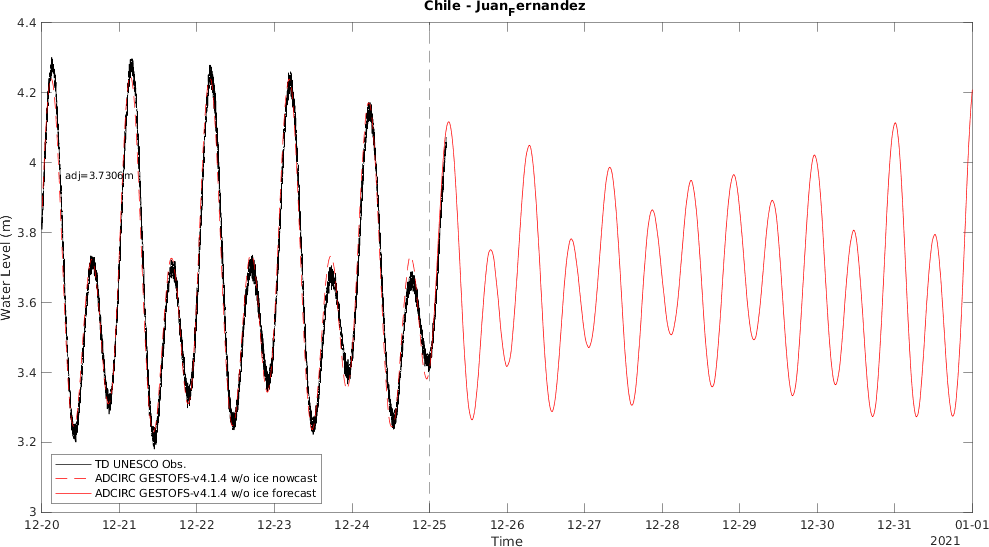 Chile - Juan_Fernandez
4.4
4.2
4
3.8
3.6
3.4
3.2
3
Water Level (m)
adj=3.7306m
TD UNESCO Obs.
ADCIRC GESTOFS-v4.1.4 w/o ice nowcast
ADCIRC GESTOFS-v4.1.4 w/o ice forecast
12-20 12-21 12-22 12-23 12-24 12-25 12-26 12-27 12-28 12-29 12-30 12-31 01-01
Time
2021